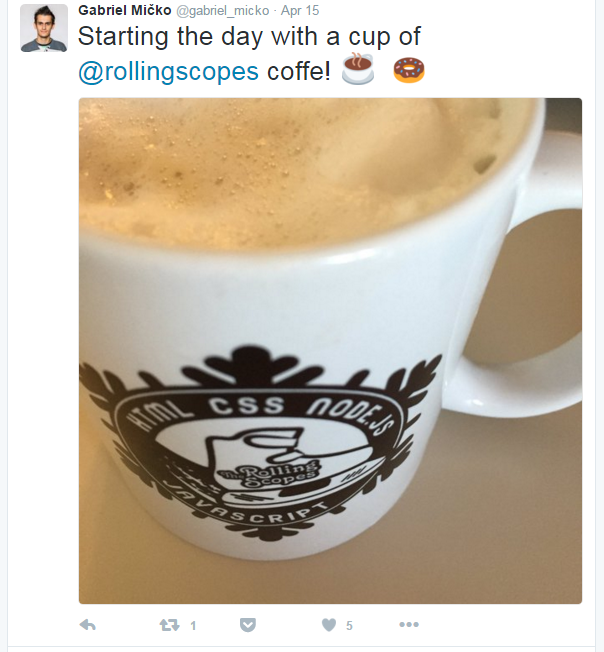 Gabriel Mičko @gabriel_micko · Apr 15
Starting the day with a cup of
@rollingscopes coffe!
HTML CSS NODE.JS
The Rolling
Scopes
JAVASCRIPT
1 5